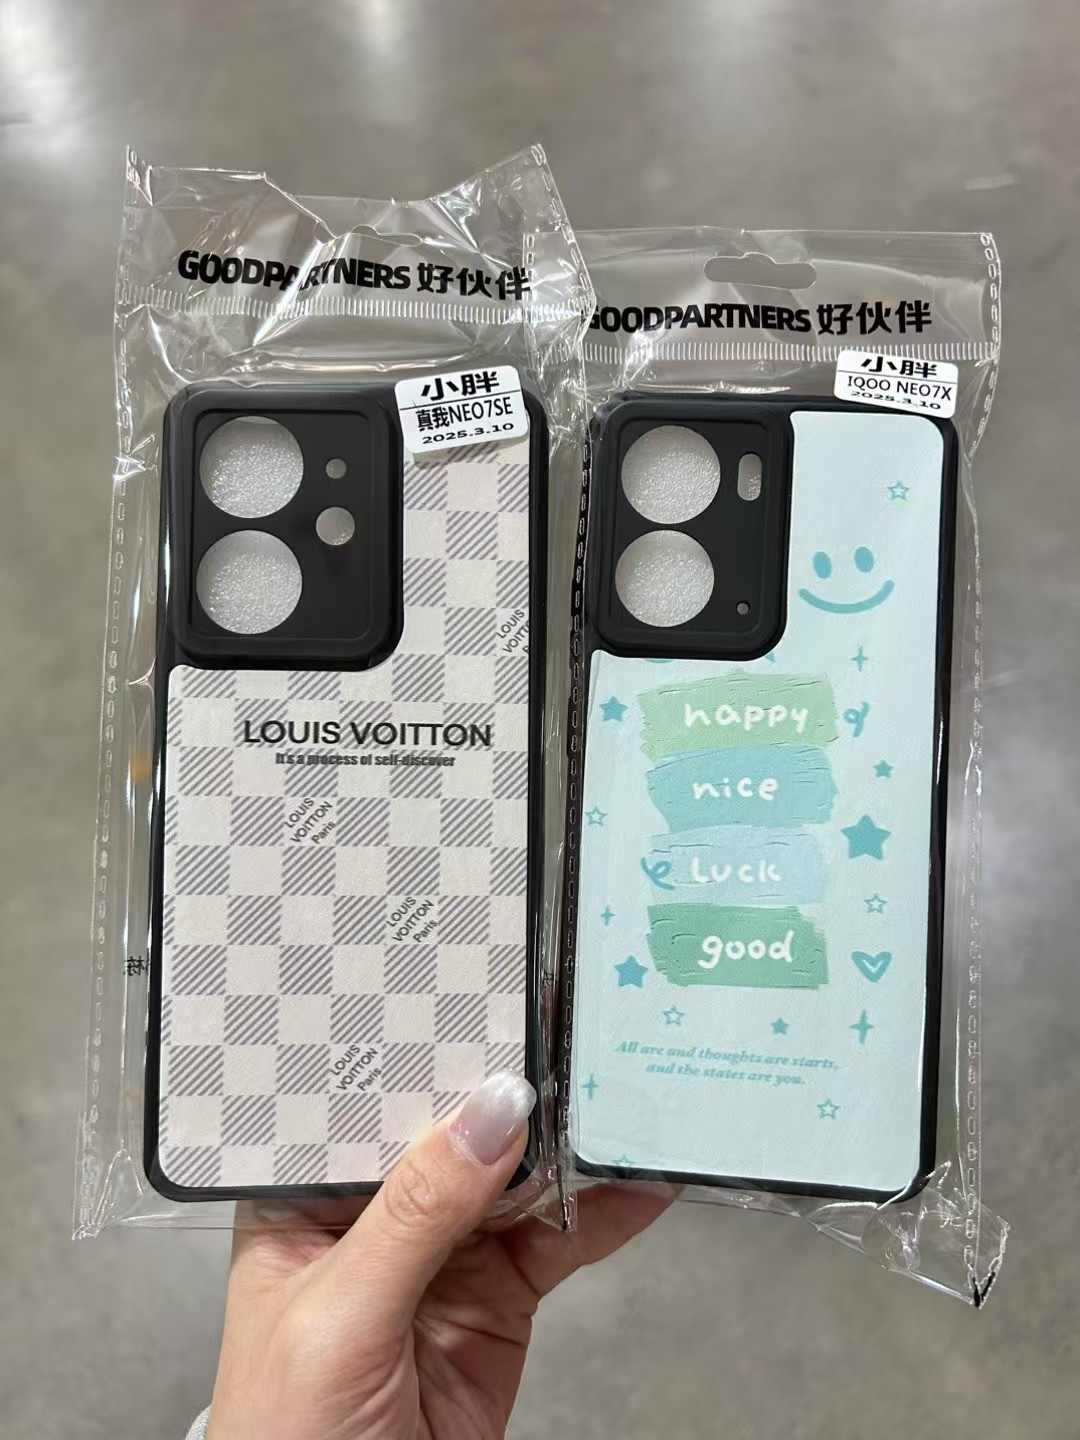 GOODPARTNERS 好伙伴
小胖
真我NEO7SE
2025.3.10
LOUIS VOITTON
It's a process of self-discover
LOUIS
VOITTON
Paris
LOUIS
VOITTON
Paris
LOUIS
VOITTON
Paris
LOUIS
GOODPARTNERS 好伙伴
小胖
IQOO NEO7X
2025.3.10
happy
nice
Luck
good
All are and thoughts are starts,
and the states are you.